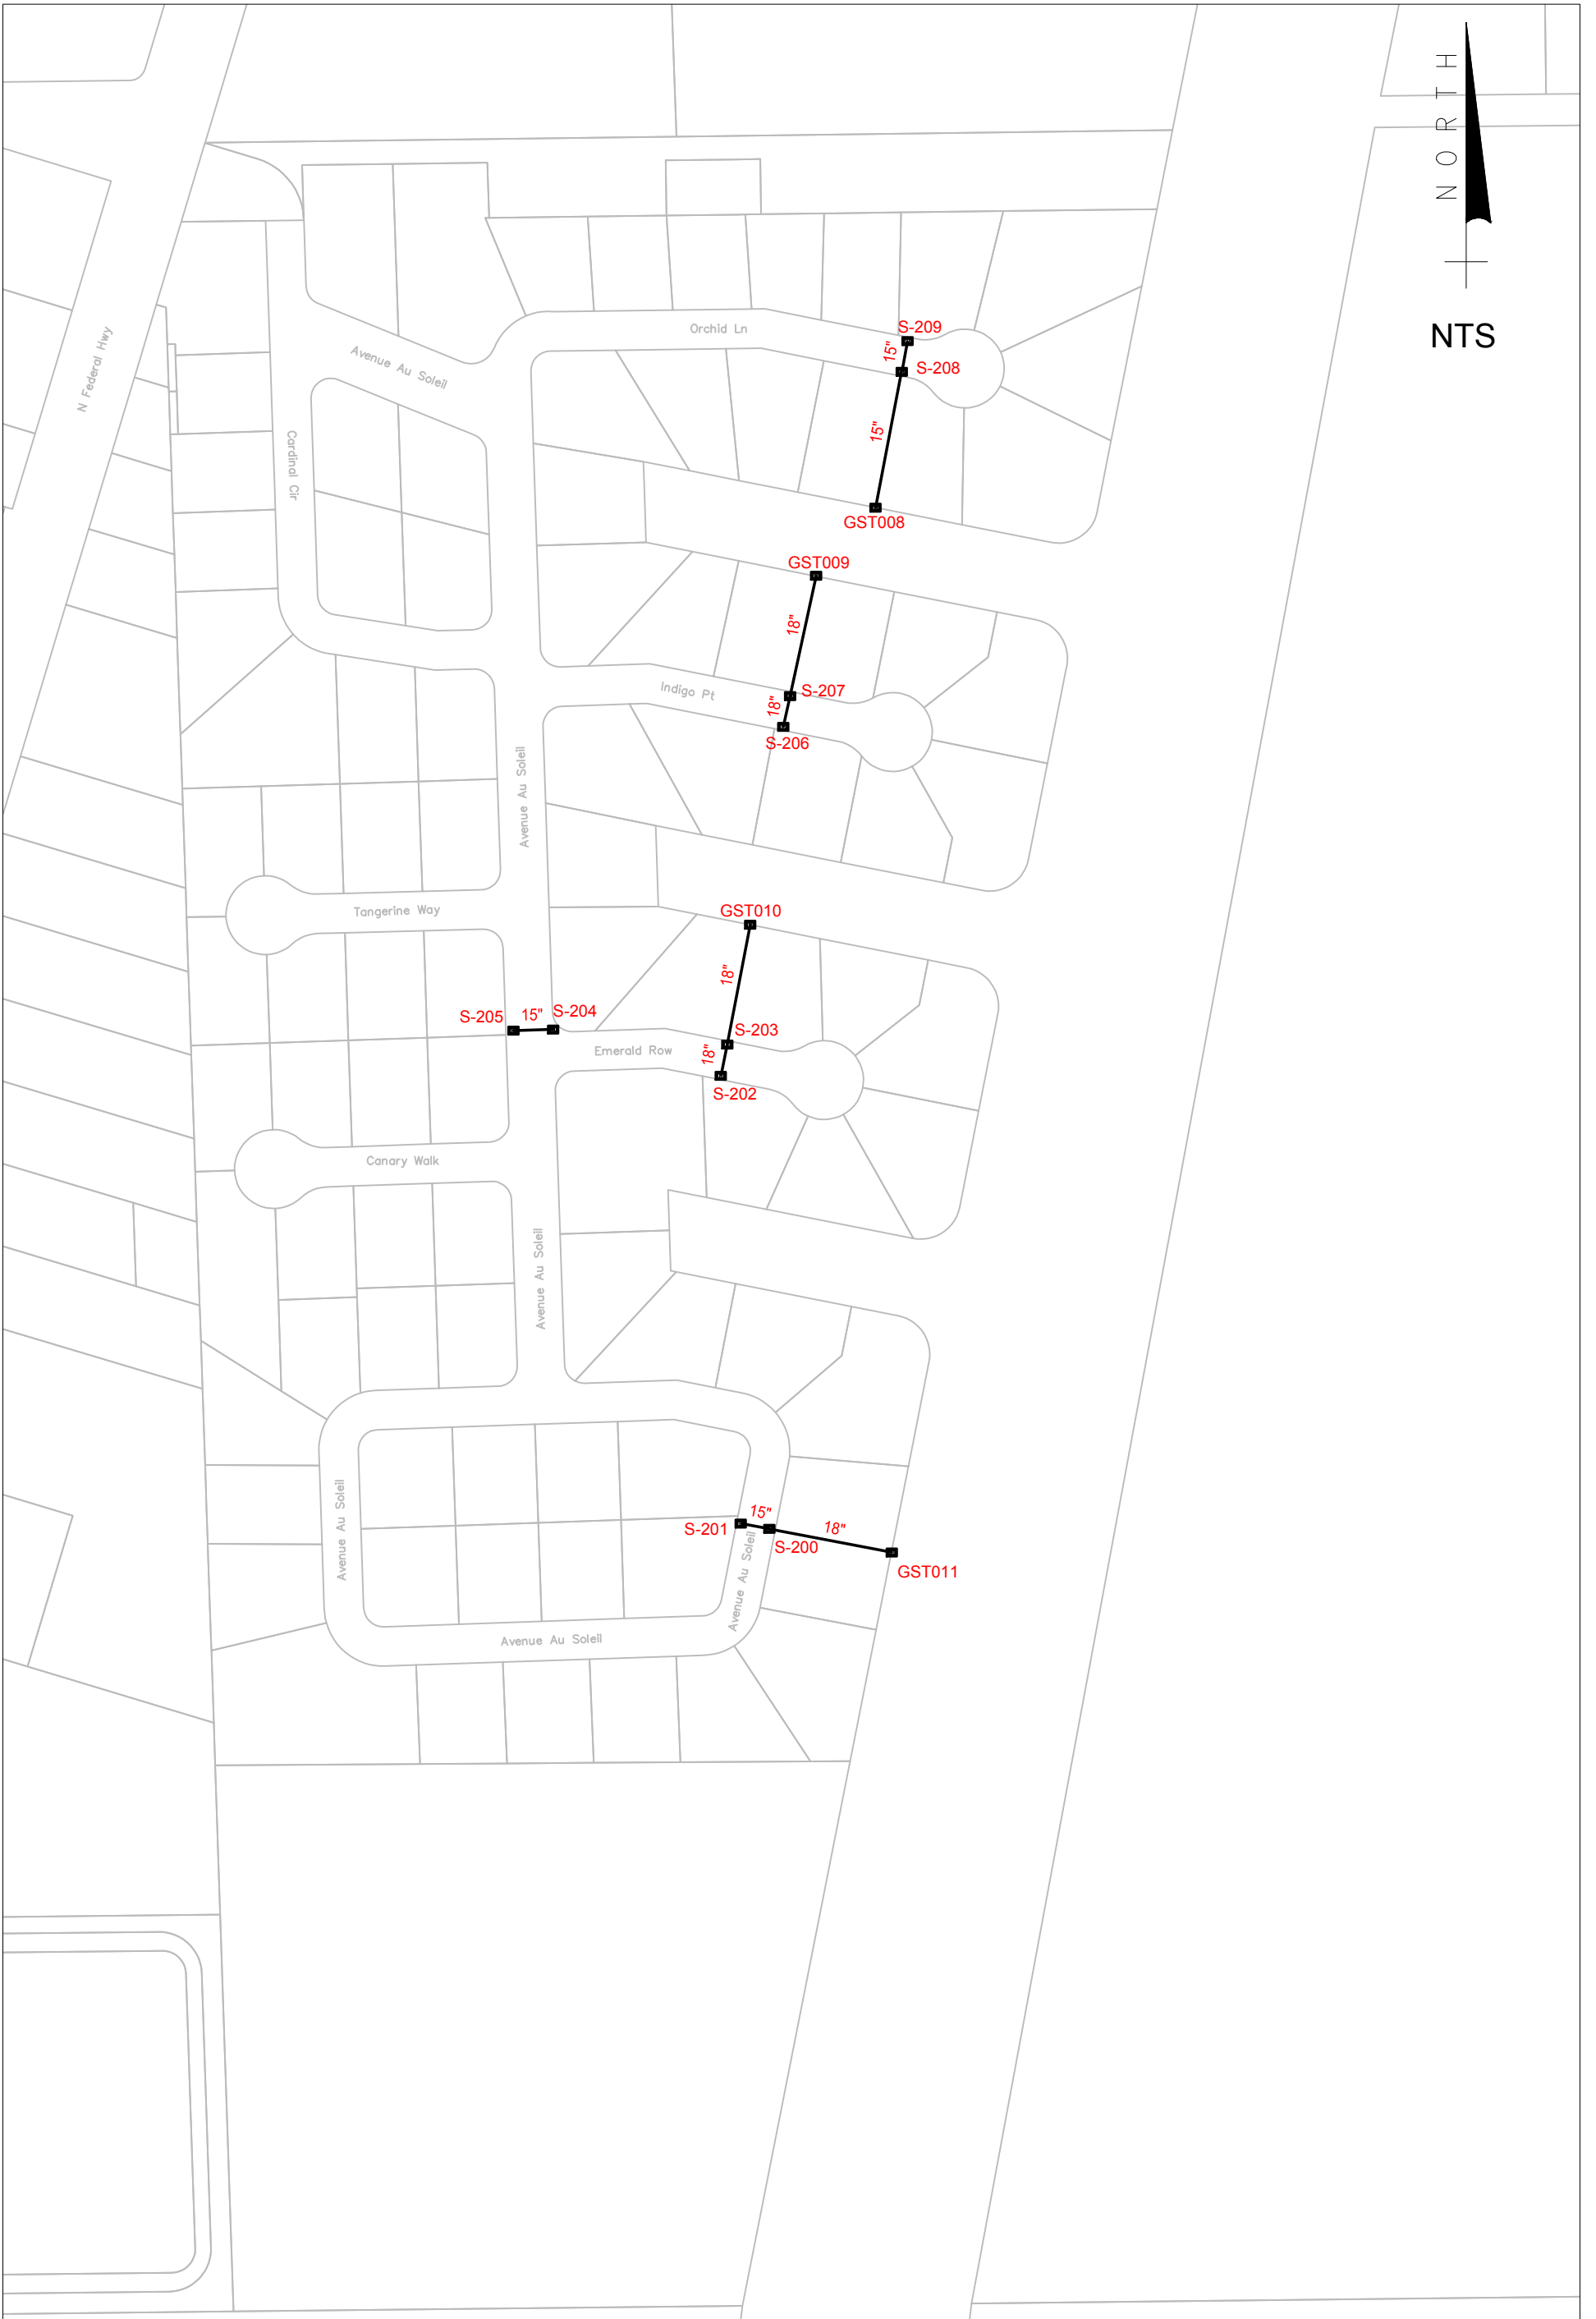 NORTH
NTS
N Federal Hwy
Avenue Au Soleil
Cardinal Cir
Orchid Ln
S-209
15"
S-208
15"
GST008
GST009
18"
Indigo Pt
S-207
18"
S-206
Avenue Au Soleil
Tangerine Way
GST010
18"
S-205
15"
S-204
S-203
Emerald Row
18"
S-202
Canary Walk
Avenue Au Soleil
Avenue Au Soleil
15"
S-201
18"
S-200
GST011
Avenue Au Soleil
Avenue Au Soleil